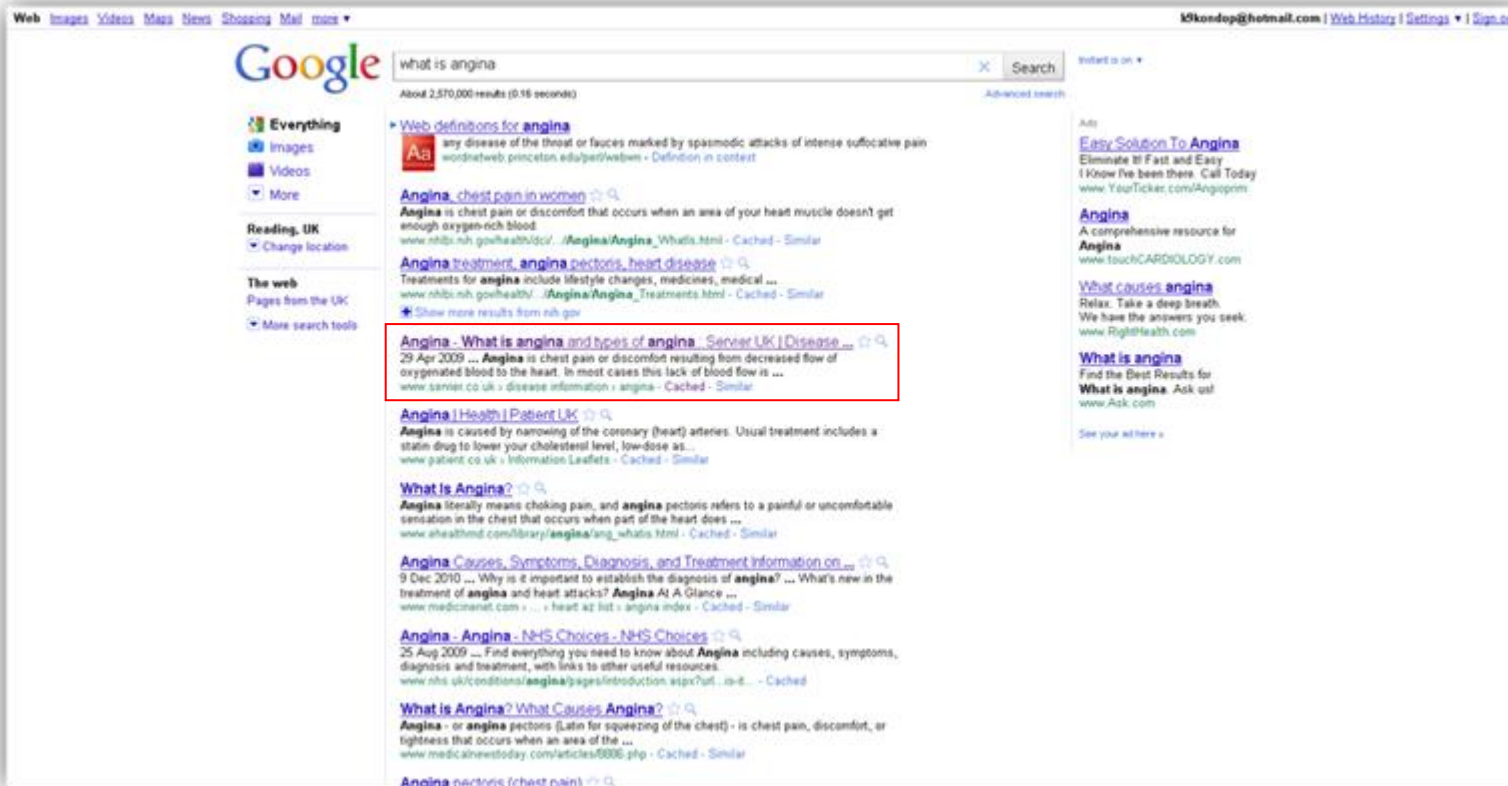 Web Images Videos Maps News Shopping Mail more ▼
k9kondop@hotmail.com | Web History | Settings ▼ | Sign
Google
what is angina
× Search
Instant is on ▼
About 2,570,000 results (0.16 seconds)
Advanced search
Everything
Images
Videos
More
Reading, UK
Change location
The web
Pages from the UK
More search tools
Web definitions for angina
Aa
any disease of the throat or fauces marked by spasmodic attacks of intense suffocative pain
wordnetweb.princeton.edu/perl/webwn - Definition in context
Angina, chest pain in women
Angina is chest pain or discomfort that occurs when an area of your heart muscle doesn't get
enough oxygen-rich blood.
www.nhlbi.nih.gov/health/dci/.../Angina/Angina_WhatIs.html - Cached - Similar
Angina treatment, angina pectoris, heart disease
Treatments for angina include lifestyle changes, medicines, medical ...
www.nhlbi.nih.gov/health/.../Angina/Angina_Treatments.html - Cached - Similar
Show more results from nih.gov
Angina - What is angina and types of angina : Servier UK | Disease ...
29 Apr 2009 ... Angina is chest pain or discomfort resulting from decreased flow of
oxygenated blood to the heart. In most cases this lack of blood flow is ...
www.servier.co.uk › disease information › angina - Cached - Similar
Angina | Health | Patient UK
Angina is caused by narrowing of the coronary (heart) arteries. Usual treatment includes a
statin drug to lower your cholesterol level, low-dose as...
www.patient.co.uk › Information Leaflets - Cached - Similar
What Is Angina?
Angina literally means choking pain, and angina pectoris refers to a painful or uncomfortable
sensation in the chest that occurs when part of the heart does ...
www.ehealthmd.com/library/angina/ang_whatis.html - Cached - Similar
Angina Causes, Symptoms, Diagnosis, and Treatment Information on ...
9 Dec 2010 ... Why is it important to establish the diagnosis of angina? ... What's new in the
treatment of angina and heart attacks? Angina At A Glance ...
www.medicinenet.com › ... › heart az list › angina index - Cached - Similar
Angina - Angina - NHS Choices - NHS Choices
25 Aug 2009 ... Find everything you need to know about Angina including causes, symptoms,
diagnosis and treatment, with links to other useful resources.
www.nhs.uk/conditions/angina/pages/introduction.aspx?url...is-it... - Cached
What is Angina? What Causes Angina?
Angina - or angina pectoris (Latin for squeezing of the chest) - is chest pain, discomfort, or
tightness that occurs when an area of the ...
www.medicalnewstoday.com/articles/8886.php - Cached - Similar
Angina pectoris (chest pain)
Ads
Easy Solution To Angina
Eliminate It! Fast and Easy
I Know I've been there. Call Today
www.YourTicker.com/Angioprim
Angina
A comprehensive resource for
Angina
www.touchCARDIOLOGY.com
What causes angina
Relax. Take a deep breath.
We have the answers you seek.
www.RightHealth.com
What is angina
Find the Best Results for
What is angina. Ask us!
www.Ask.com
See your ad here »